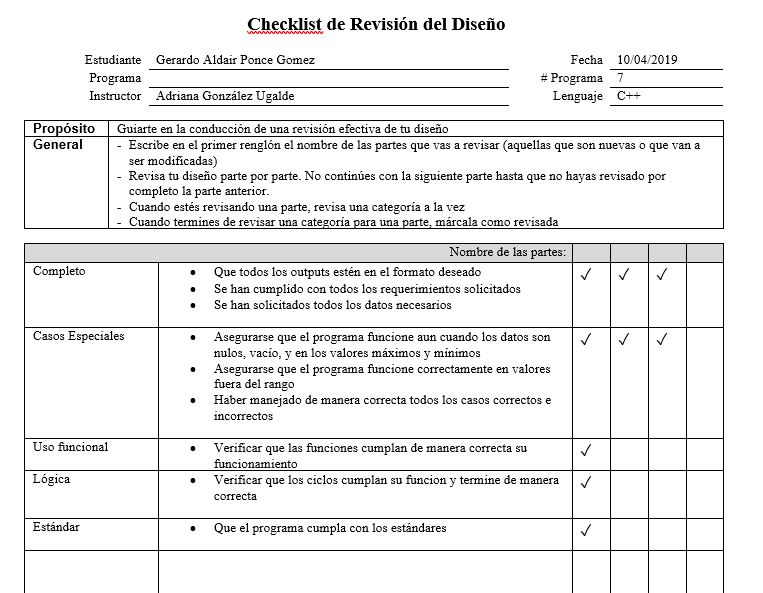 Checklist de Revisión del Diseño
Estudiante Gerardo Aldair Ponce Gomez Fecha 10/04/2019
Programa # Programa 7
Instructor Adriana González Ugalde Lenguaje C++
Propósito Guiarte en la conducción de una revisión efectiva de tu diseño
General - Escribe en el primer renglón el nombre de las partes que vas a revisar (aquellas que son nuevas o que van a
ser modificadas)
- Revisa tu diseño parte por parte. No continúes con la siguiente parte hasta que no hayas revisado por
completo la parte anterior.
- Cuando estés revisando una parte, revisa una categoría a la vez
- Cuando termines de revisar una categoría para una parte, márcala como revisada
Nombre de las partes:
Completo • Que todos los outputs estén en el formato deseado ✓ ✓ ✓
• Se han cumplido con todos los requerimientos solicitados
• Se han solicitados todos los datos necesarios
Casos Especiales • Asegurarse que el programa funcione aun cuando los datos son ✓ ✓ ✓
nulos, vacío, y en los valores máximos y mínimos
• Asegurarse que el programa funcione correctamente en valores
fuera del rango
• Haber manejado de manera correcta todos los casos correctos e
incorrectos
Uso funcional • Verificar que las funciones cumplan de manera correcta su ✓
funcionamiento
Lógica • Verificar que los ciclos cumplan su funcion y termine de manera ✓
correcta
Estándar • Que el programa cumpla con los estándares ✓